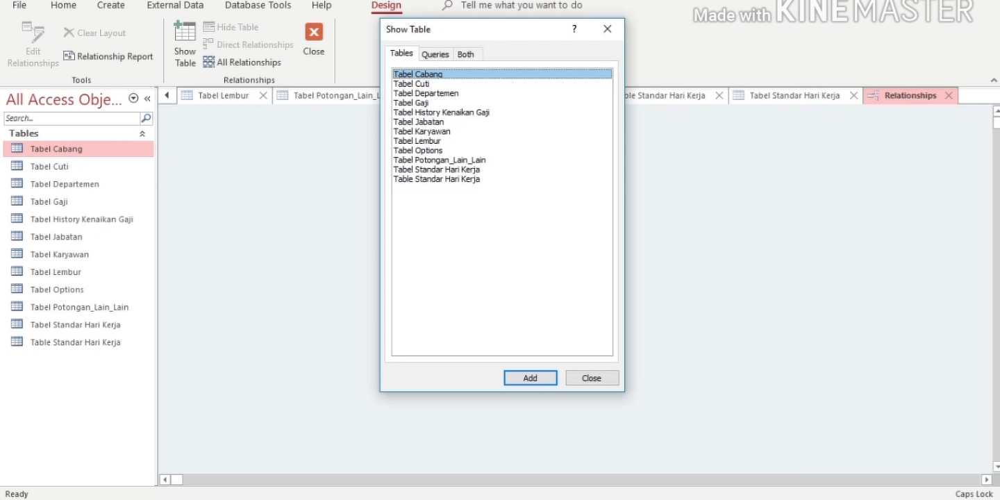 File Home Create External Data Database Tools Help Design Tell me what you want to do
Made with KINEMASTER
Edit Relationships
Clear Layout
Relationship Report
Tools
Show Table
Hide Table
Direct Relationships
All Relationships
Relationships
Close
Show Table ?
Tables Queries Both
Tabel Cabang
Tabel Cuti
Tabel Departemen
Tabel Gaji
Tabel History Kenaikan Gaji
Tabel Jabatan
Tabel Karyawan
Tabel Lembur
Tabel Options
Tabel Potongan_Lain_Lain
Tabel Standar Hari Kerja
Table Standar Hari Kerja
Add Close
All Access Obje...
Search...
Tables
Tabel Cabang
Tabel Cuti
Tabel Departemen
Tabel Gaji
Tabel History Kenaikan Gaji
Tabel Jabatan
Tabel Karyawan
Tabel Lembur
Tabel Options
Tabel Potongan_Lain_Lain
Tabel Standar Hari Kerja
Table Standar Hari Kerja
Tabel Lembur Tabel Potongan_Lain_L ble Standar Hari Kerja Tabel Standar Hari Kerja Relationships
Ready Caps Lock